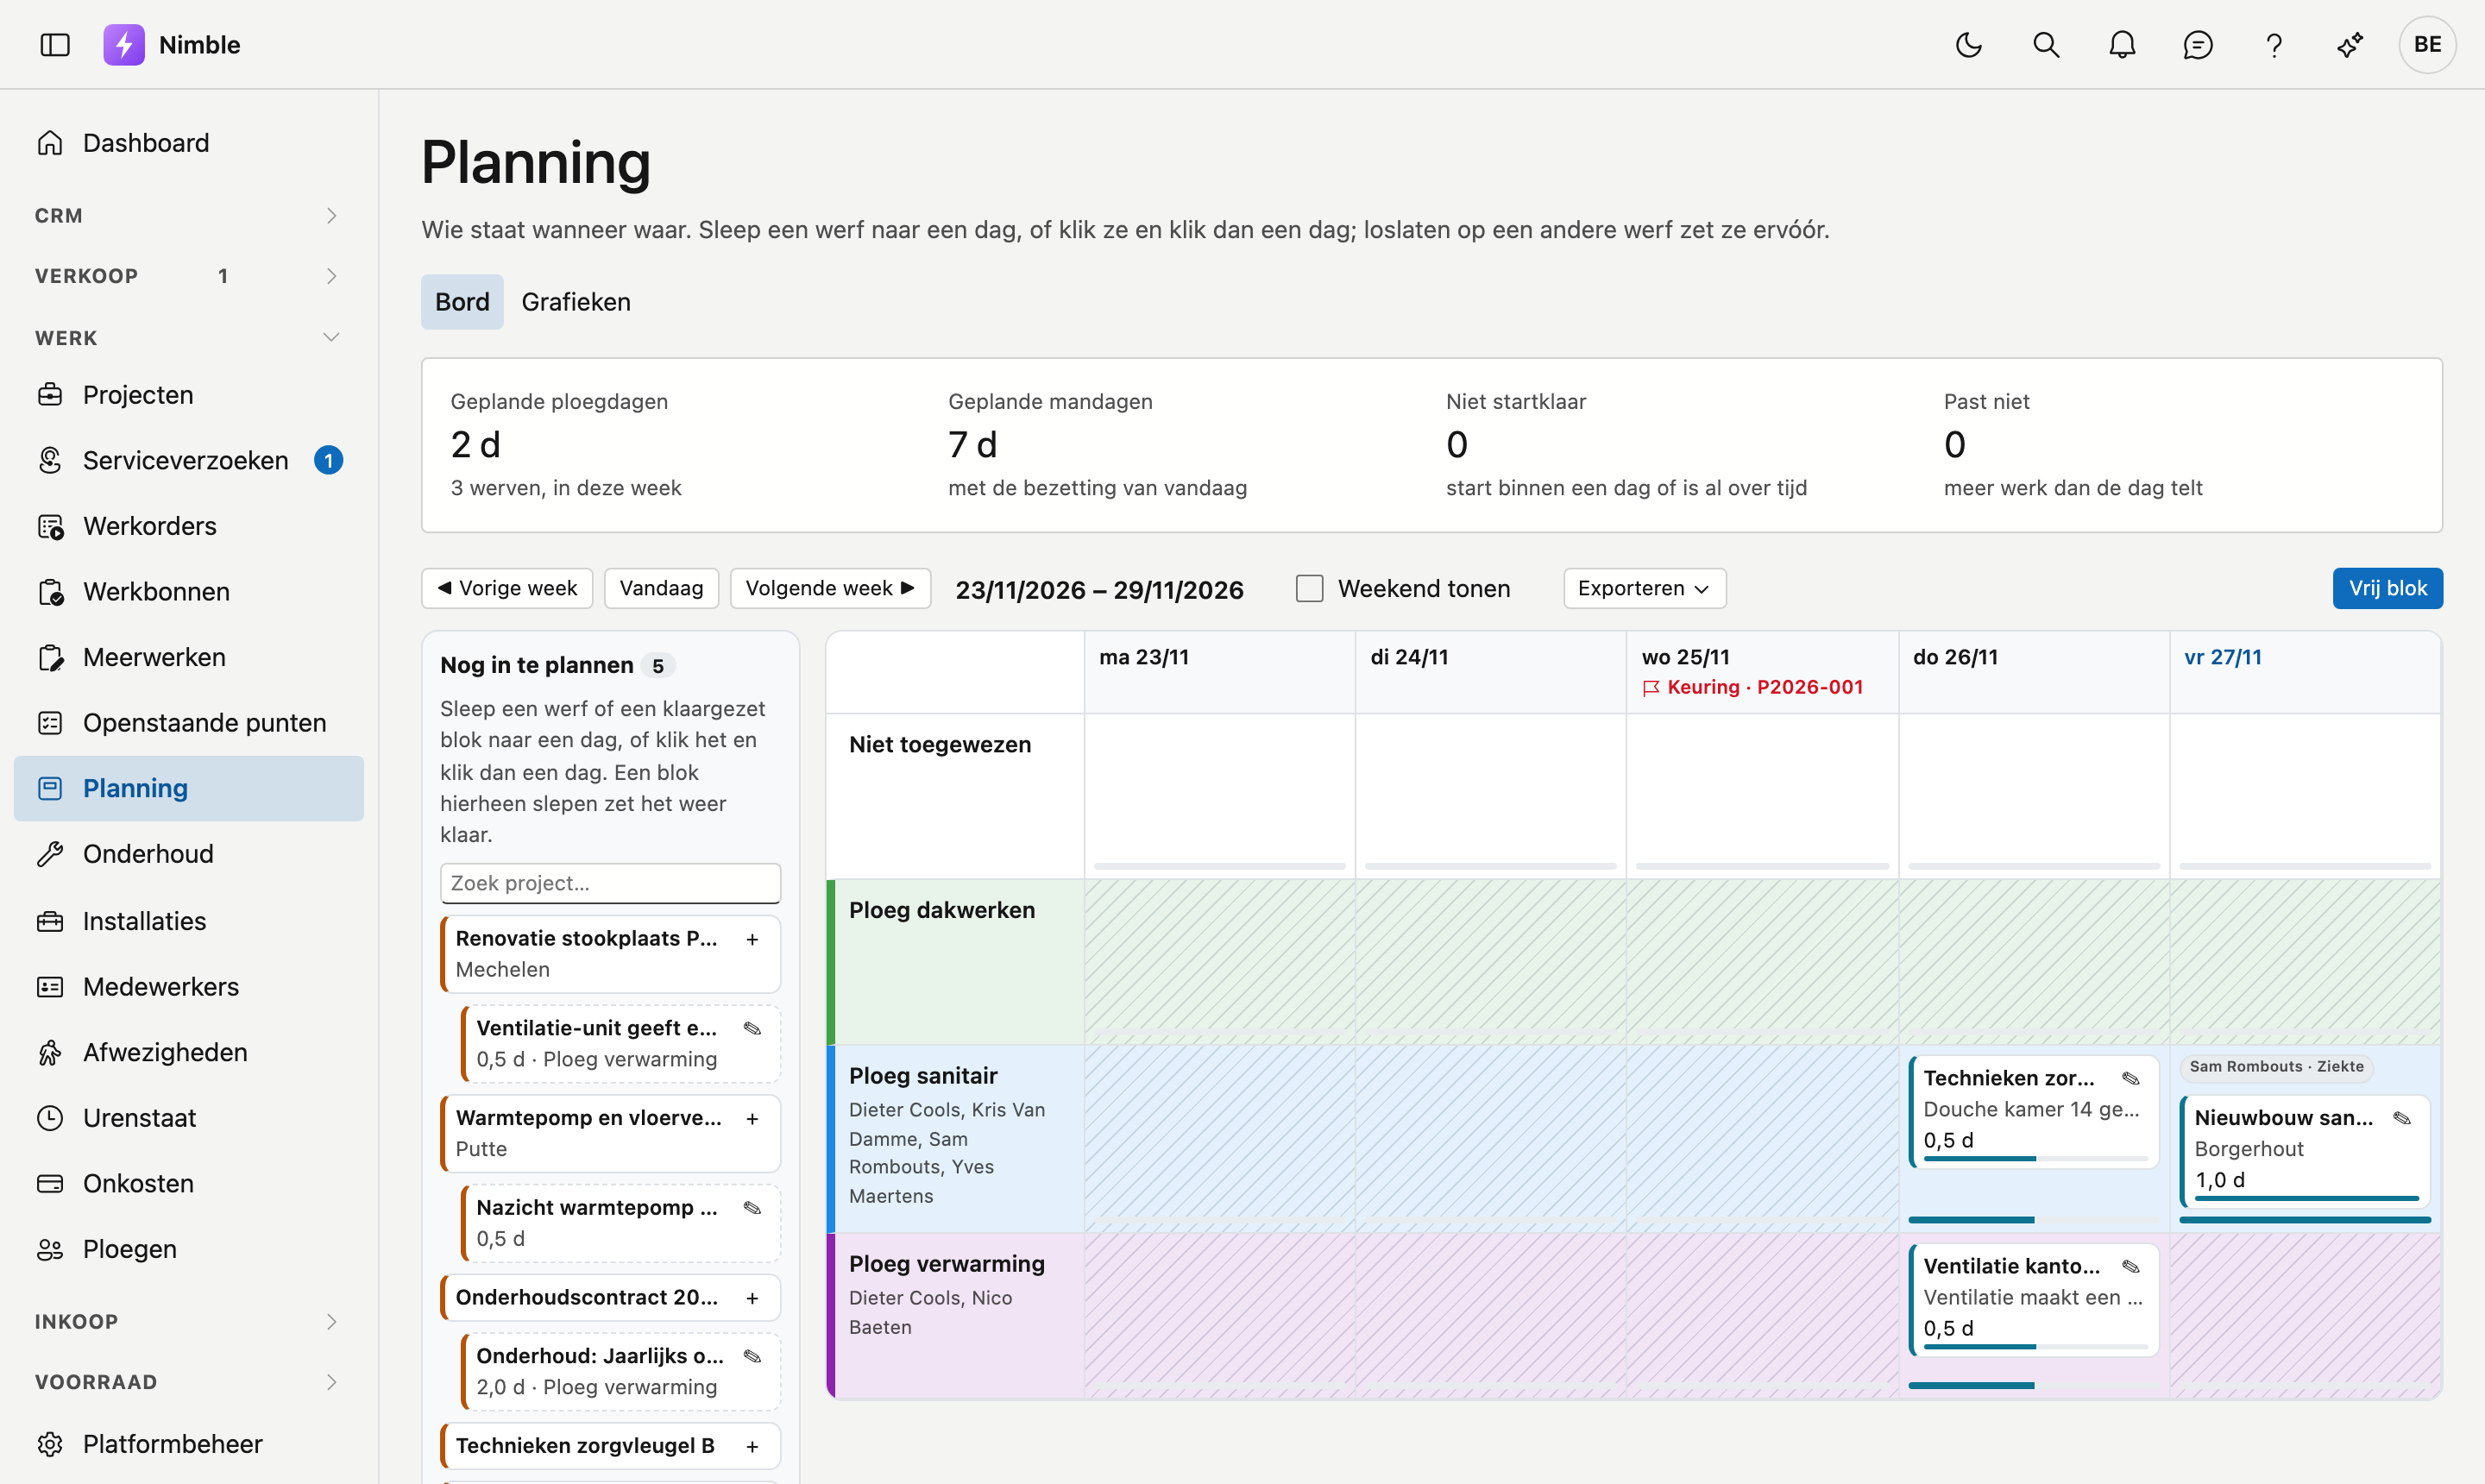 Nimble
BE
Dashboard
CRM
VERKOOP 1
WERK
Projecten
Serviceverzoeken 1
Werkorders
Werkbonnen
Meerwerken
Openstaande punten
Planning
Onderhoud
Installaties
Medewerkers
Afwezigheden
Urenstaat
Onkosten
Ploegen
INKOOP
VOORRAAD
Platformbeheer
Planning
Wie staat wanneer waar. Sleep een werf naar een dag, of klik ze en klik dan een dag; loslaten op een andere werf zet ze ervóór.
Bord Grafieken
Geplande ploegdagen
2 d
3 werven, in deze week
Geplande mandagen
7 d
met de bezetting van vandaag
Niet startklaar
0
start binnen een dag of is al over tijd
Past niet
0
meer werk dan de dag telt
◀ Vorige week Vandaag Volgende week ▶ 23/11/2026 – 29/11/2026 Weekend tonen Exporteren Vrij blok
Nog in te plannen 5
Sleep een werf of een klaargezet
blok naar een dag, of klik het en
klik dan een dag. Een blok
hierheen slepen zet het weer
klaar.
Zoek project...
Renovatie stookplaats P... +
Mechelen
Ventilatie-unit geeft e... ✎
0,5 d · Ploeg verwarming
Warmtepomp en vloerve... +
Putte
Nazicht warmtepomp ... ✎
0,5 d
Onderhoudscontract 20... +
Onderhoud: Jaarlijks o... ✎
2,0 d · Ploeg verwarming
Technieken zorgvleugel B +
ma 23/11 di 24/11 wo 25/11 do 26/11 vr 27/11
Keuring · P2026-001
Niet toegewezen
Ploeg dakwerken
Ploeg sanitair
Dieter Cools, Kris Van
Damme, Sam
Rombouts, Yves
Maertens
Technieken zor... ✎
Douche kamer 14 ge...
0,5 d
Sam Rombouts · Ziekte
Nieuwbouw san... ✎
Borgerhout
1,0 d
Ploeg verwarming
Dieter Cools, Nico
Baeten
Ventilatie kanto... ✎
Ventilatie maakt een ...
0,5 d